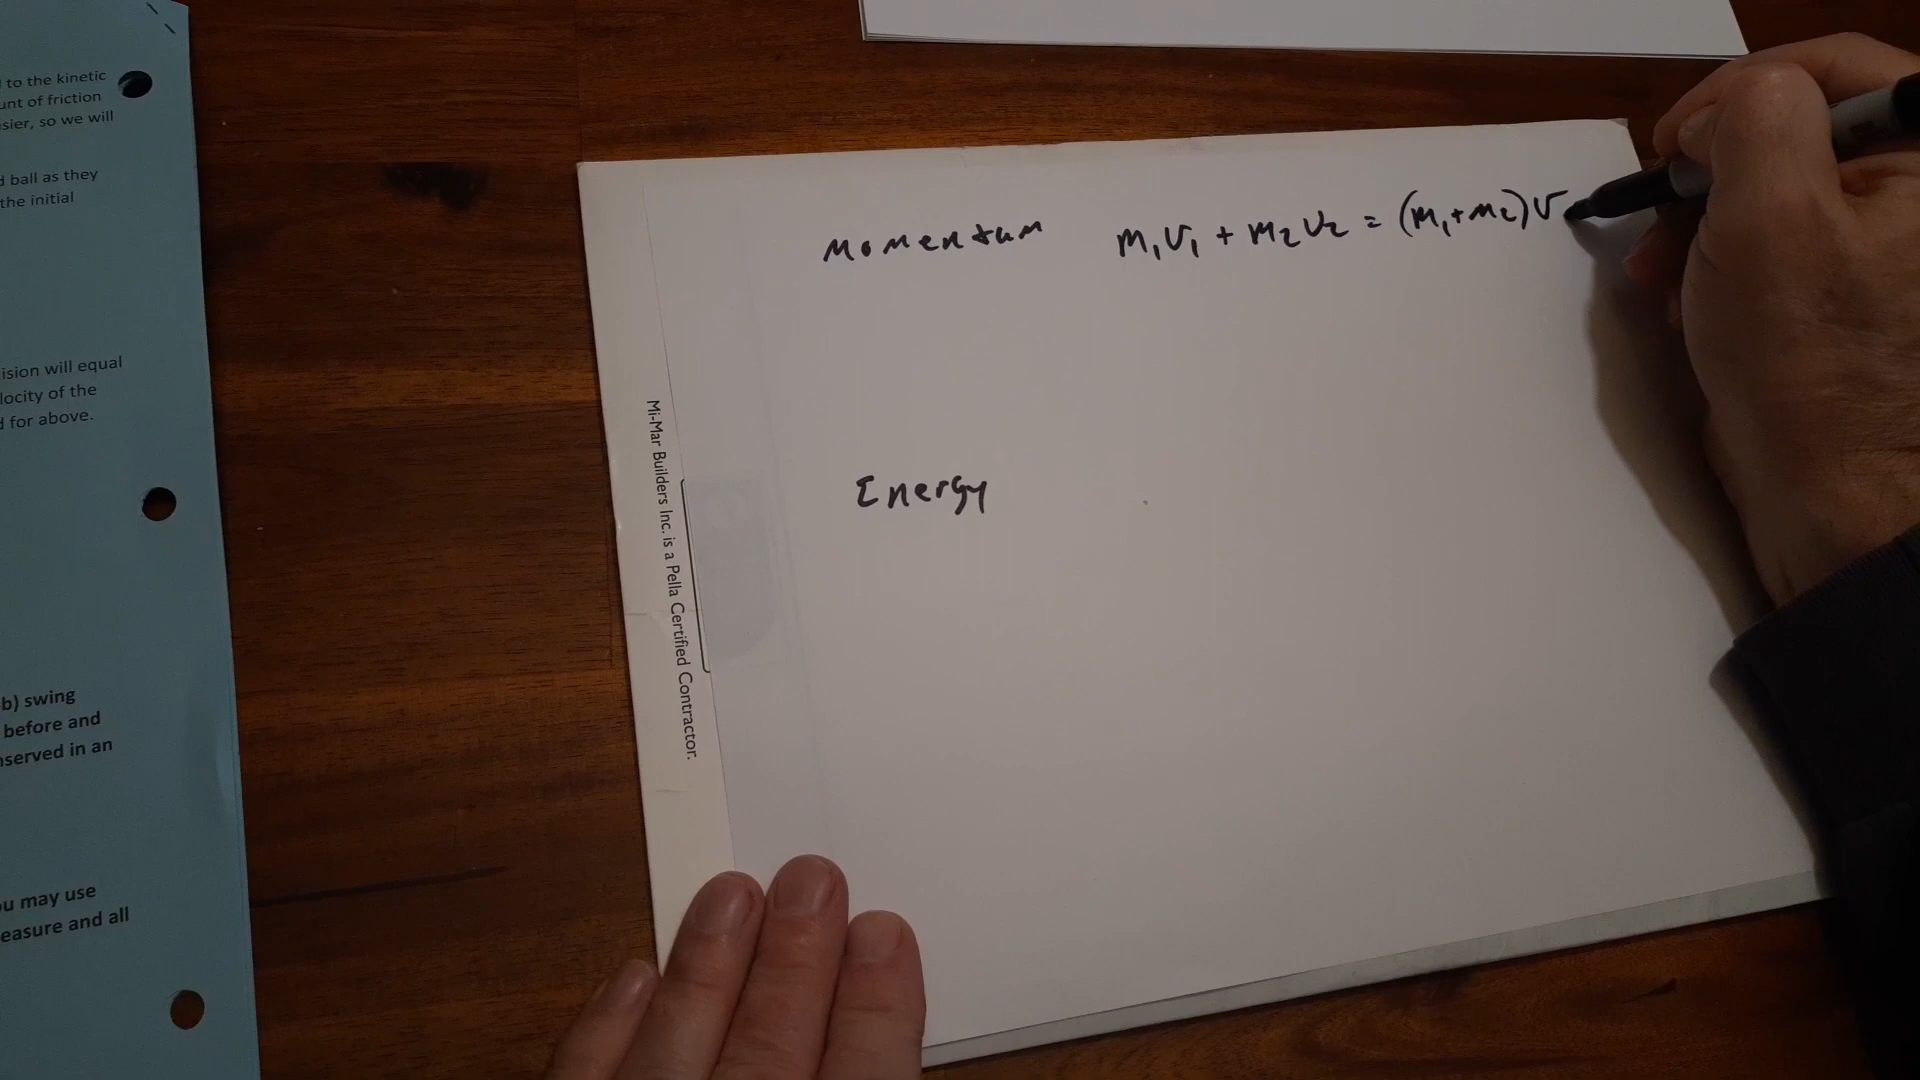 to the kinetic
unt of friction
sier, so we will
ball as they
the initial
ision will equal
locity of the
for above.
b) swing
before and
nserved in an
u may use
easure and all
Momentum m₁v₁ + m₂v₂ = (m₁+m₂)v
Energy
Mi-Mar Builders Inc. is a Pella Certified Contractor.